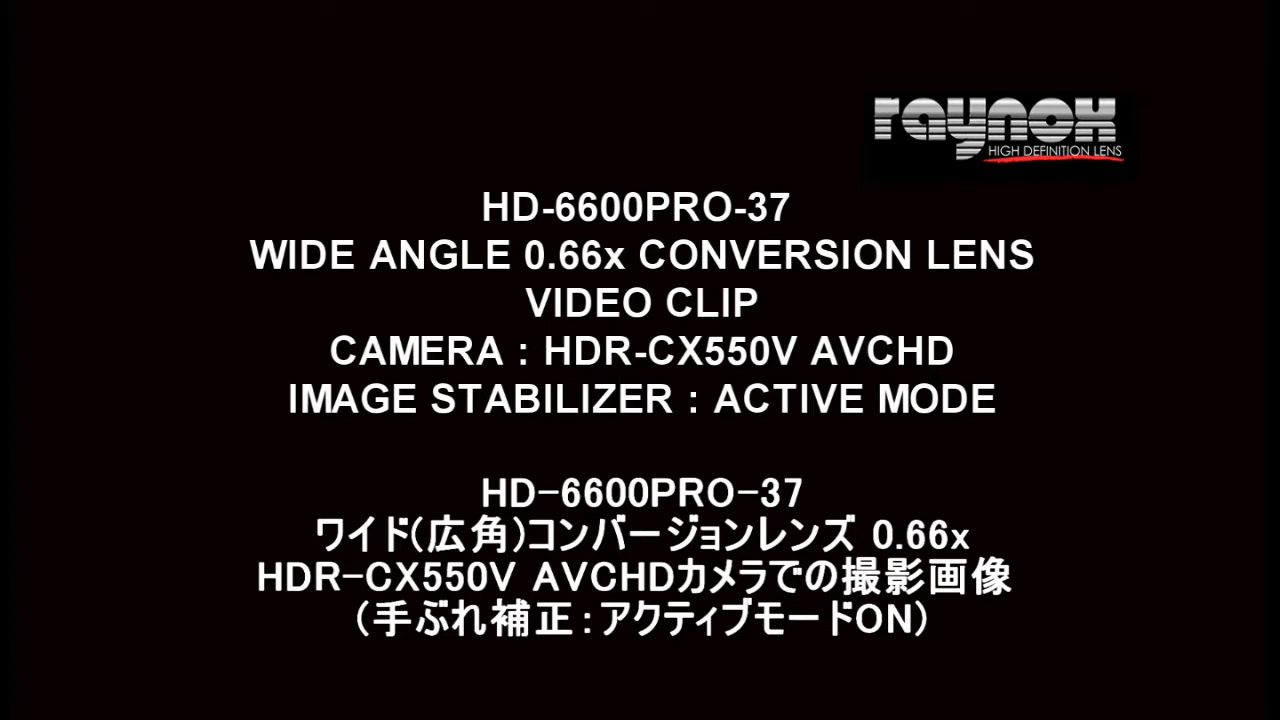 raynox
HIGH DEFINITION LENS
HD-6600PRO-37
WIDE ANGLE 0.66x CONVERSION LENS
VIDEO CLIP
CAMERA : HDR-CX550V AVCHD
IMAGE STABILIZER : ACTIVE MODE
HD-6600PRO-37
ワイド(広角)コンバージョンレンズ 0.66x
HDR-CX550V AVCHDカメラでの撮影画像
(手ぶれ補正:アクティブモードON)